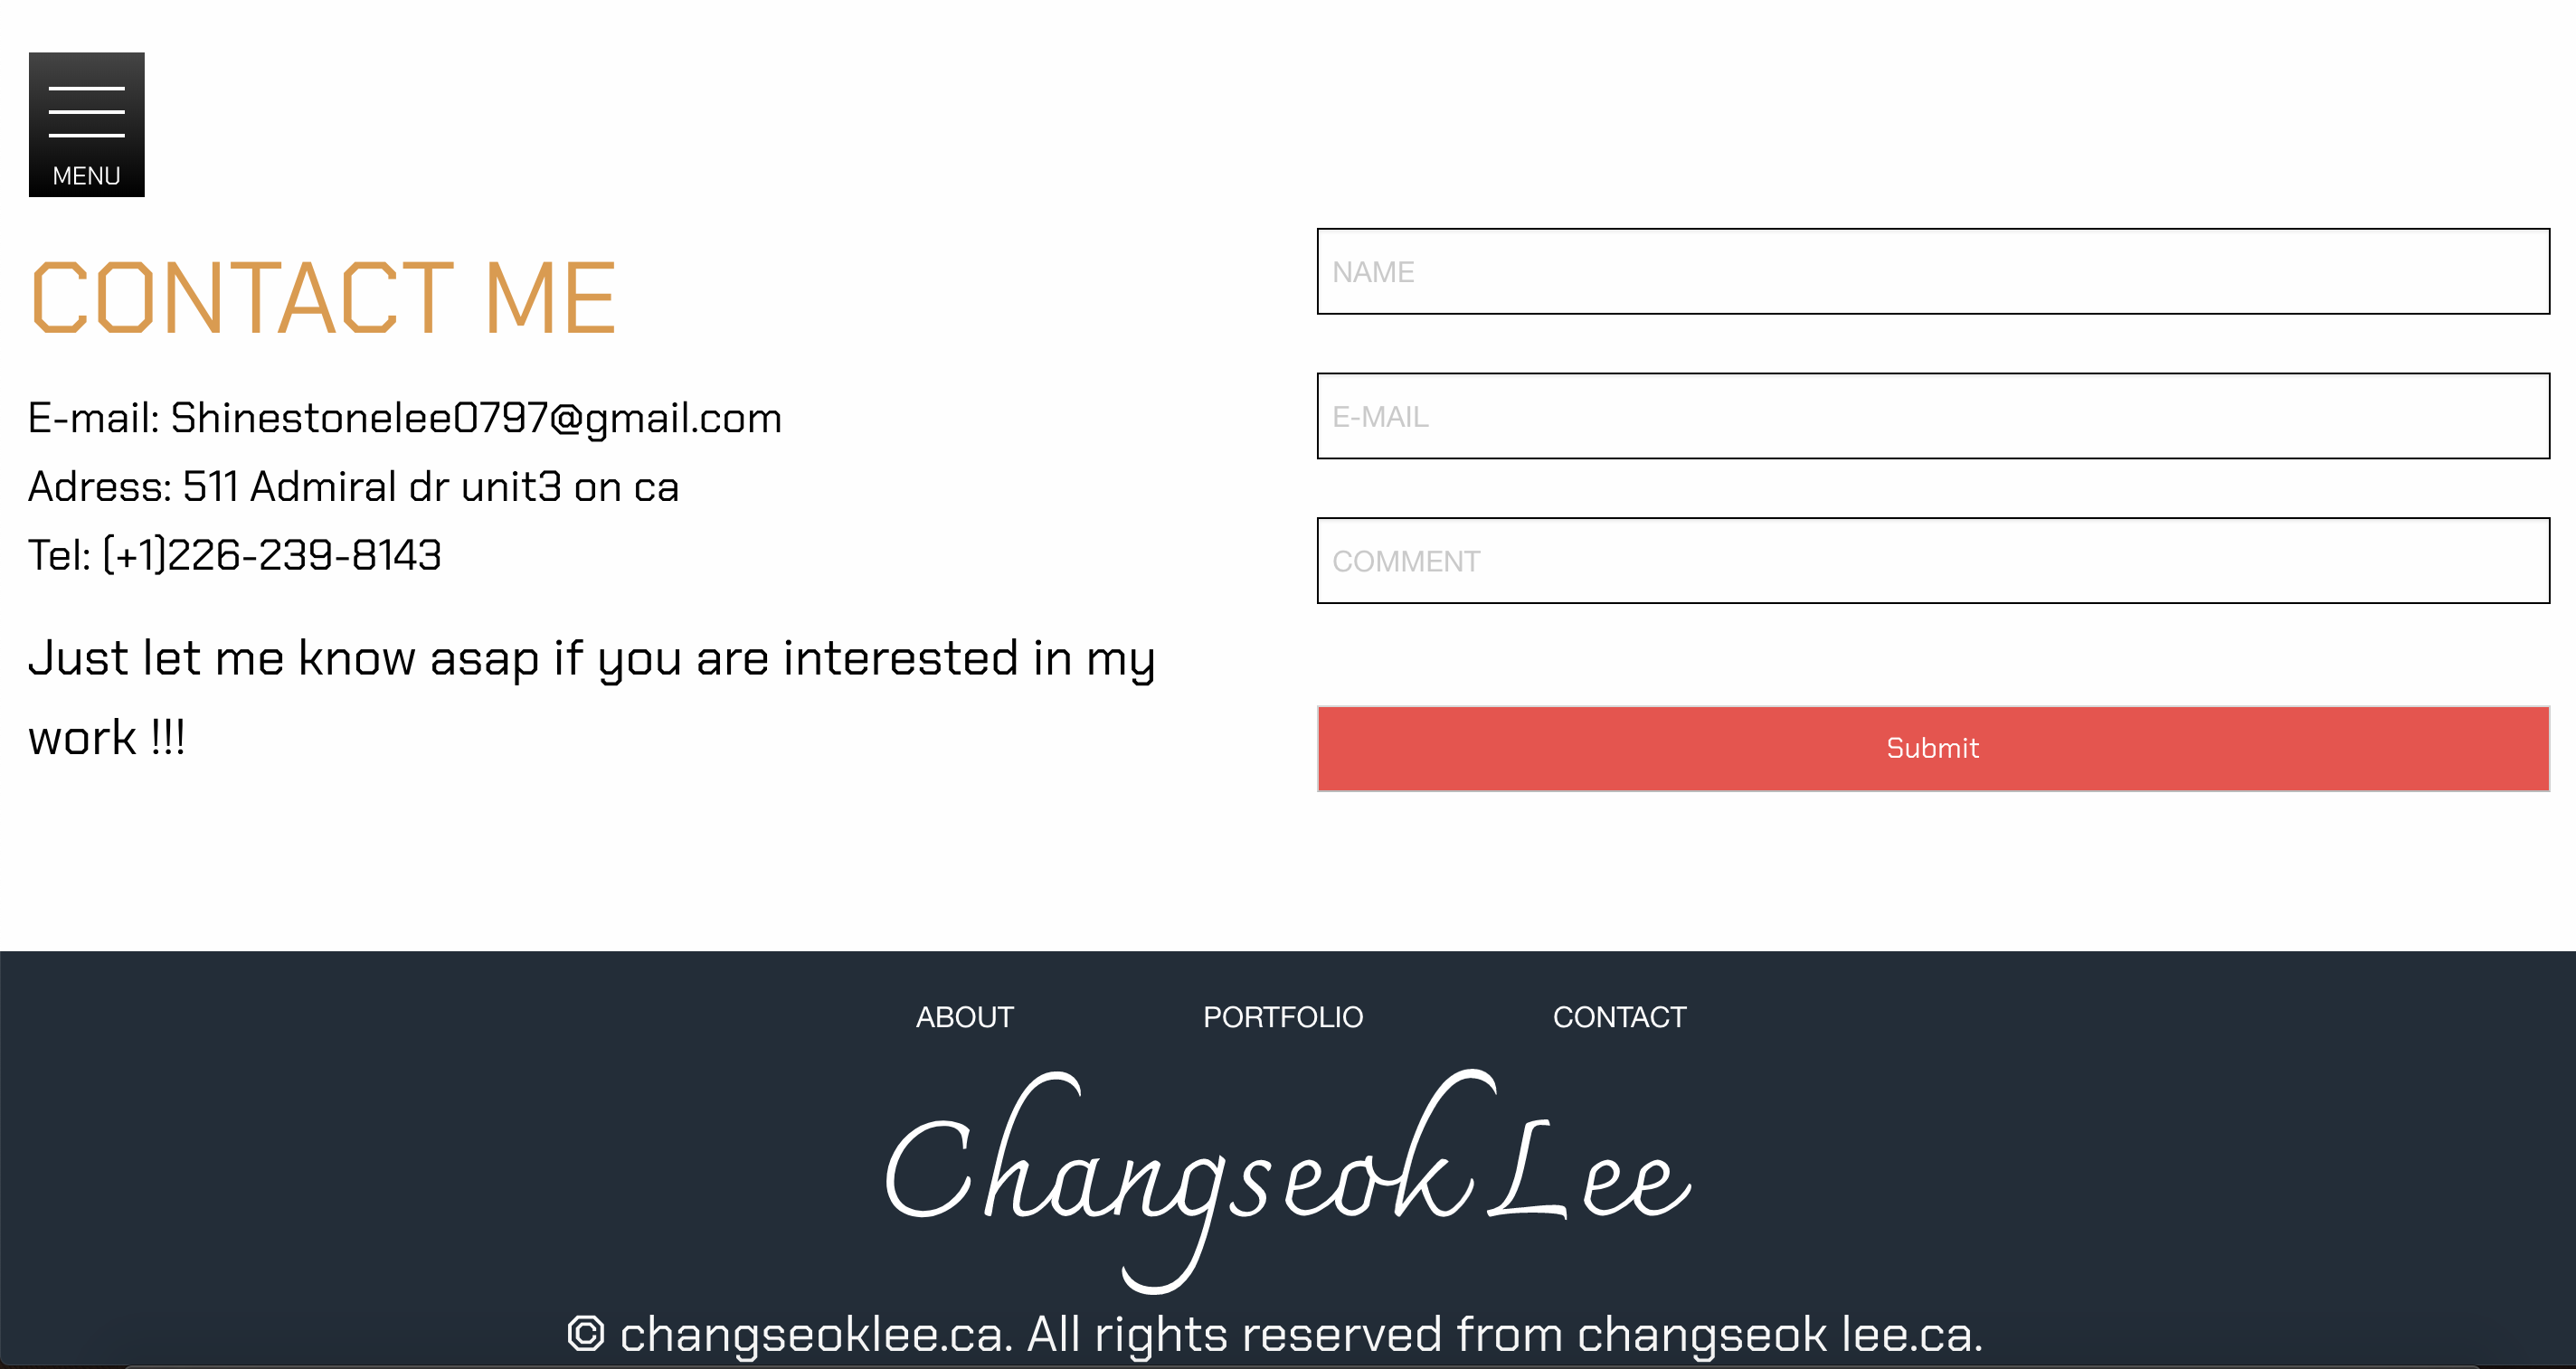 MENU
CONTACT ME
E-mail: Shinestonelee0797@gmail.com
Adress: 511 Admiral dr unit3 on ca
Tel: (+1)226-239-8143
Just let me know asap if you are interested in my
work !!!
NAME
E-MAIL
COMMENT
Submit
ABOUT
PORTFOLIO
CONTACT
Changseok Lee
© changseoklee.ca. All rights reserved from changseok lee.ca.